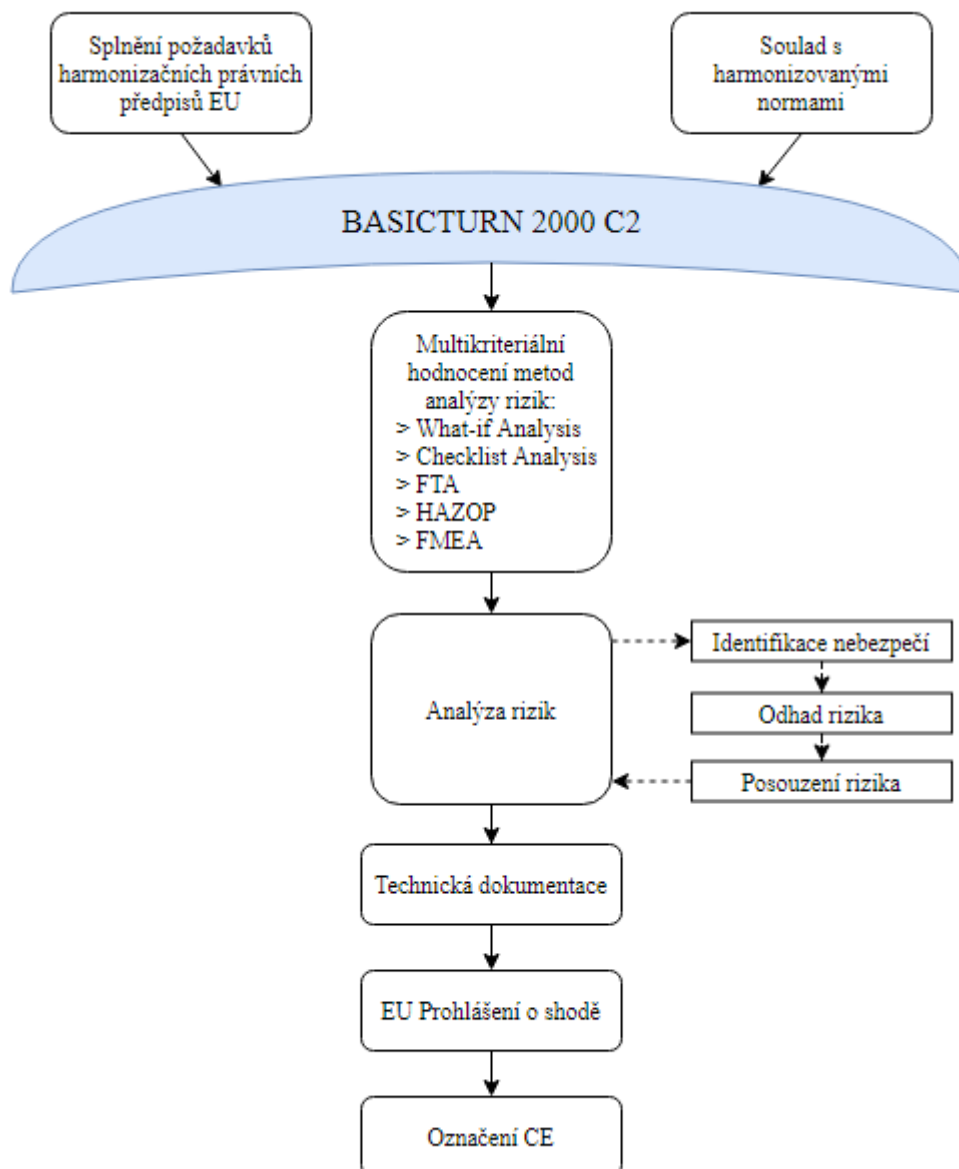 Splnění požadavků
harmonizačních právních
předpisů EU
Soulad s
harmonizovanými
normami
BASICTURN 2000 C2
Multikriteriální
hodnocení metod
analýzy rizik:
> What-if Analysis
> Checklist Analysis
> FTA
> HAZOP
> FMEA
Analýza rizik
Identifikace nebezpečí
Odhad rizika
Posouzení rizika
Technická dokumentace
EU Prohlášení o shodě
Označení CE